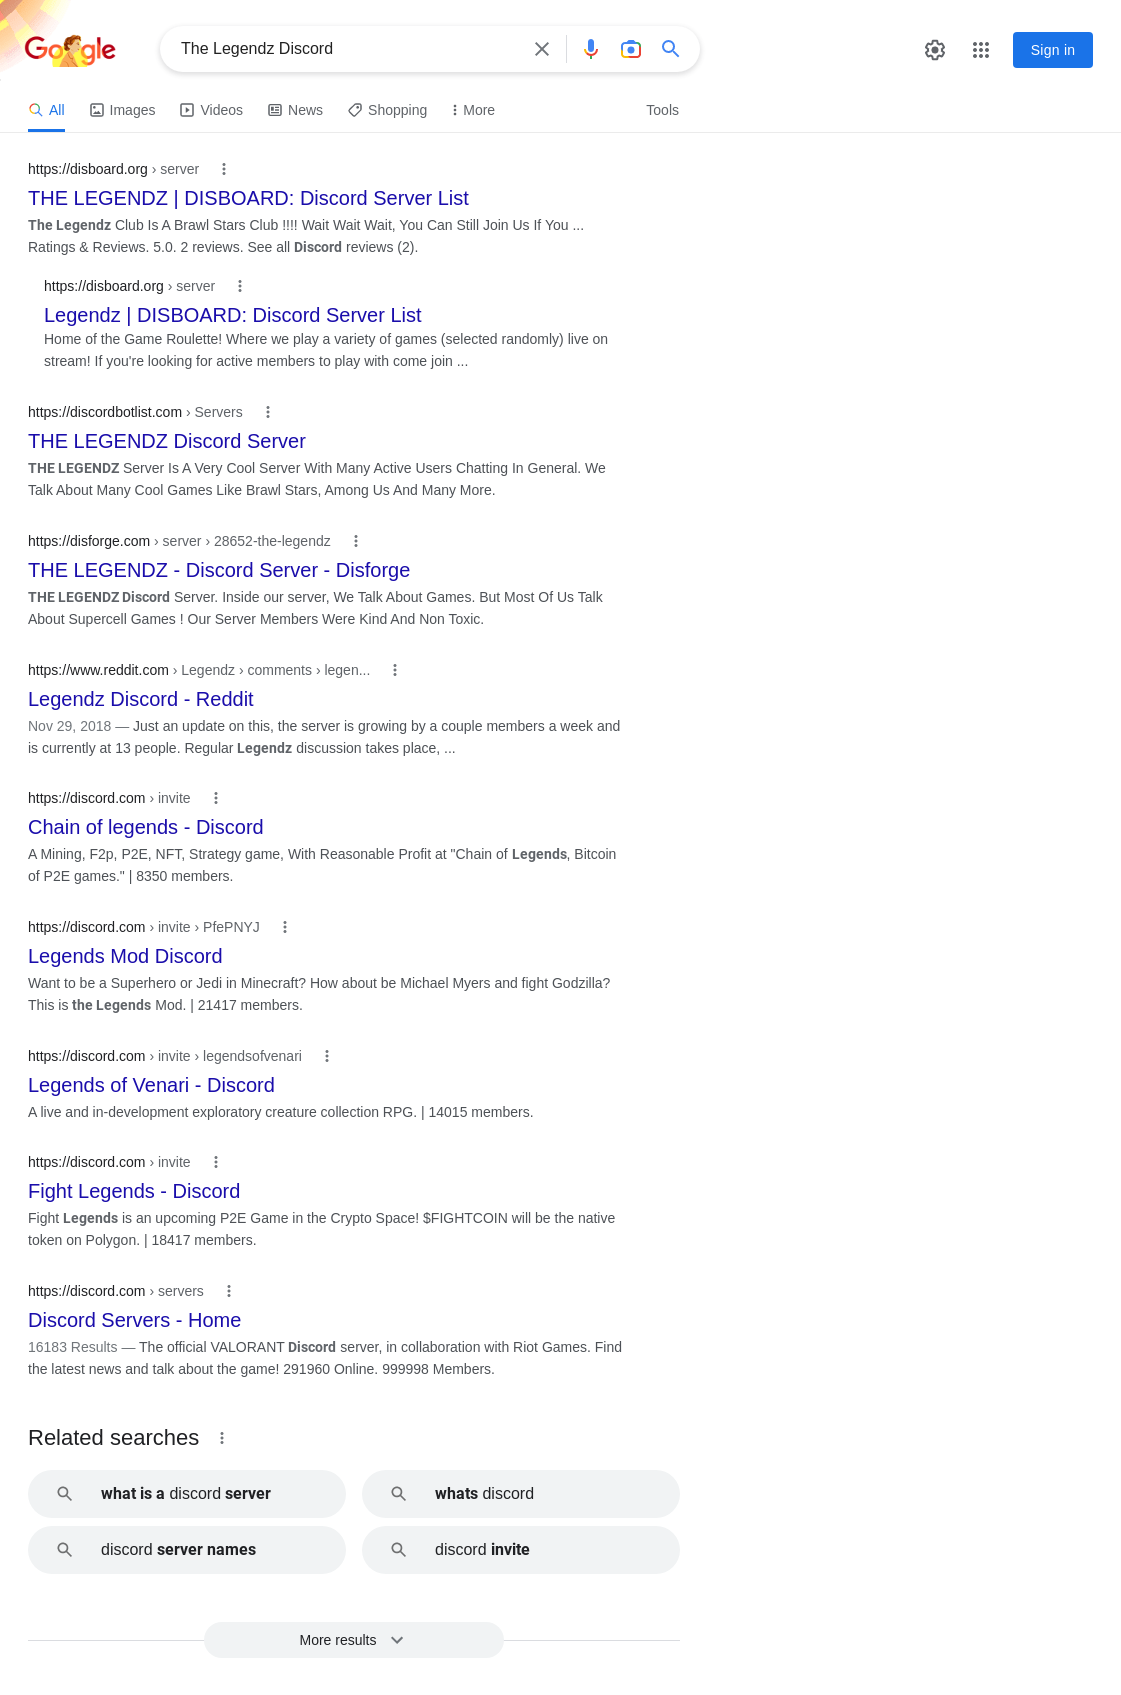 Google
The Legendz Discord
Sign in
All Images Videos News Shopping More Tools
https://disboard.org › server
THE LEGENDZ | DISBOARD: Discord Server List
The Legendz Club Is A Brawl Stars Club !!!! Wait Wait Wait, You Can Still Join Us If You ...
Ratings & Reviews. 5.0. 2 reviews. See all Discord reviews (2).
https://disboard.org › server
Legendz | DISBOARD: Discord Server List
Home of the Game Roulette! Where we play a variety of games (selected randomly) live on
stream! If you're looking for active members to play with come join ...
https://discordbotlist.com › Servers
THE LEGENDZ Discord Server
THE LEGENDZ Server Is A Very Cool Server With Many Active Users Chatting In General. We
Talk About Many Cool Games Like Brawl Stars, Among Us And Many More.
https://disforge.com › server › 28652-the-legendz
THE LEGENDZ - Discord Server - Disforge
THE LEGENDZ Discord Server. Inside our server, We Talk About Games. But Most Of Us Talk
About Supercell Games ! Our Server Members Were Kind And Non Toxic.
https://www.reddit.com › Legendz › comments › legen...
Legendz Discord - Reddit
Nov 29, 2018 — Just an update on this, the server is growing by a couple members a week and
is currently at 13 people. Regular Legendz discussion takes place, ...
https://discord.com › invite
Chain of legends - Discord
A Mining, F2p, P2E, NFT, Strategy game, With Reasonable Profit at "Chain of Legends, Bitcoin
of P2E games." | 8350 members.
https://discord.com › invite › PfePNYJ
Legends Mod Discord
Want to be a Superhero or Jedi in Minecraft? How about be Michael Myers and fight Godzilla?
This is the Legends Mod. | 21417 members.
https://discord.com › invite › legendsofvenari
Legends of Venari - Discord
A live and in-development exploratory creature collection RPG. | 14015 members.
https://discord.com › invite
Fight Legends - Discord
Fight Legends is an upcoming P2E Game in the Crypto Space! $FIGHTCOIN will be the native
token on Polygon. | 18417 members.
https://discord.com › servers
Discord Servers - Home
16183 Results — The official VALORANT Discord server, in collaboration with Riot Games. Find
the latest news and talk about the game! 291960 Online. 999998 Members.
Related searches
what is a discord server
whats discord
discord server names
discord invite
More results